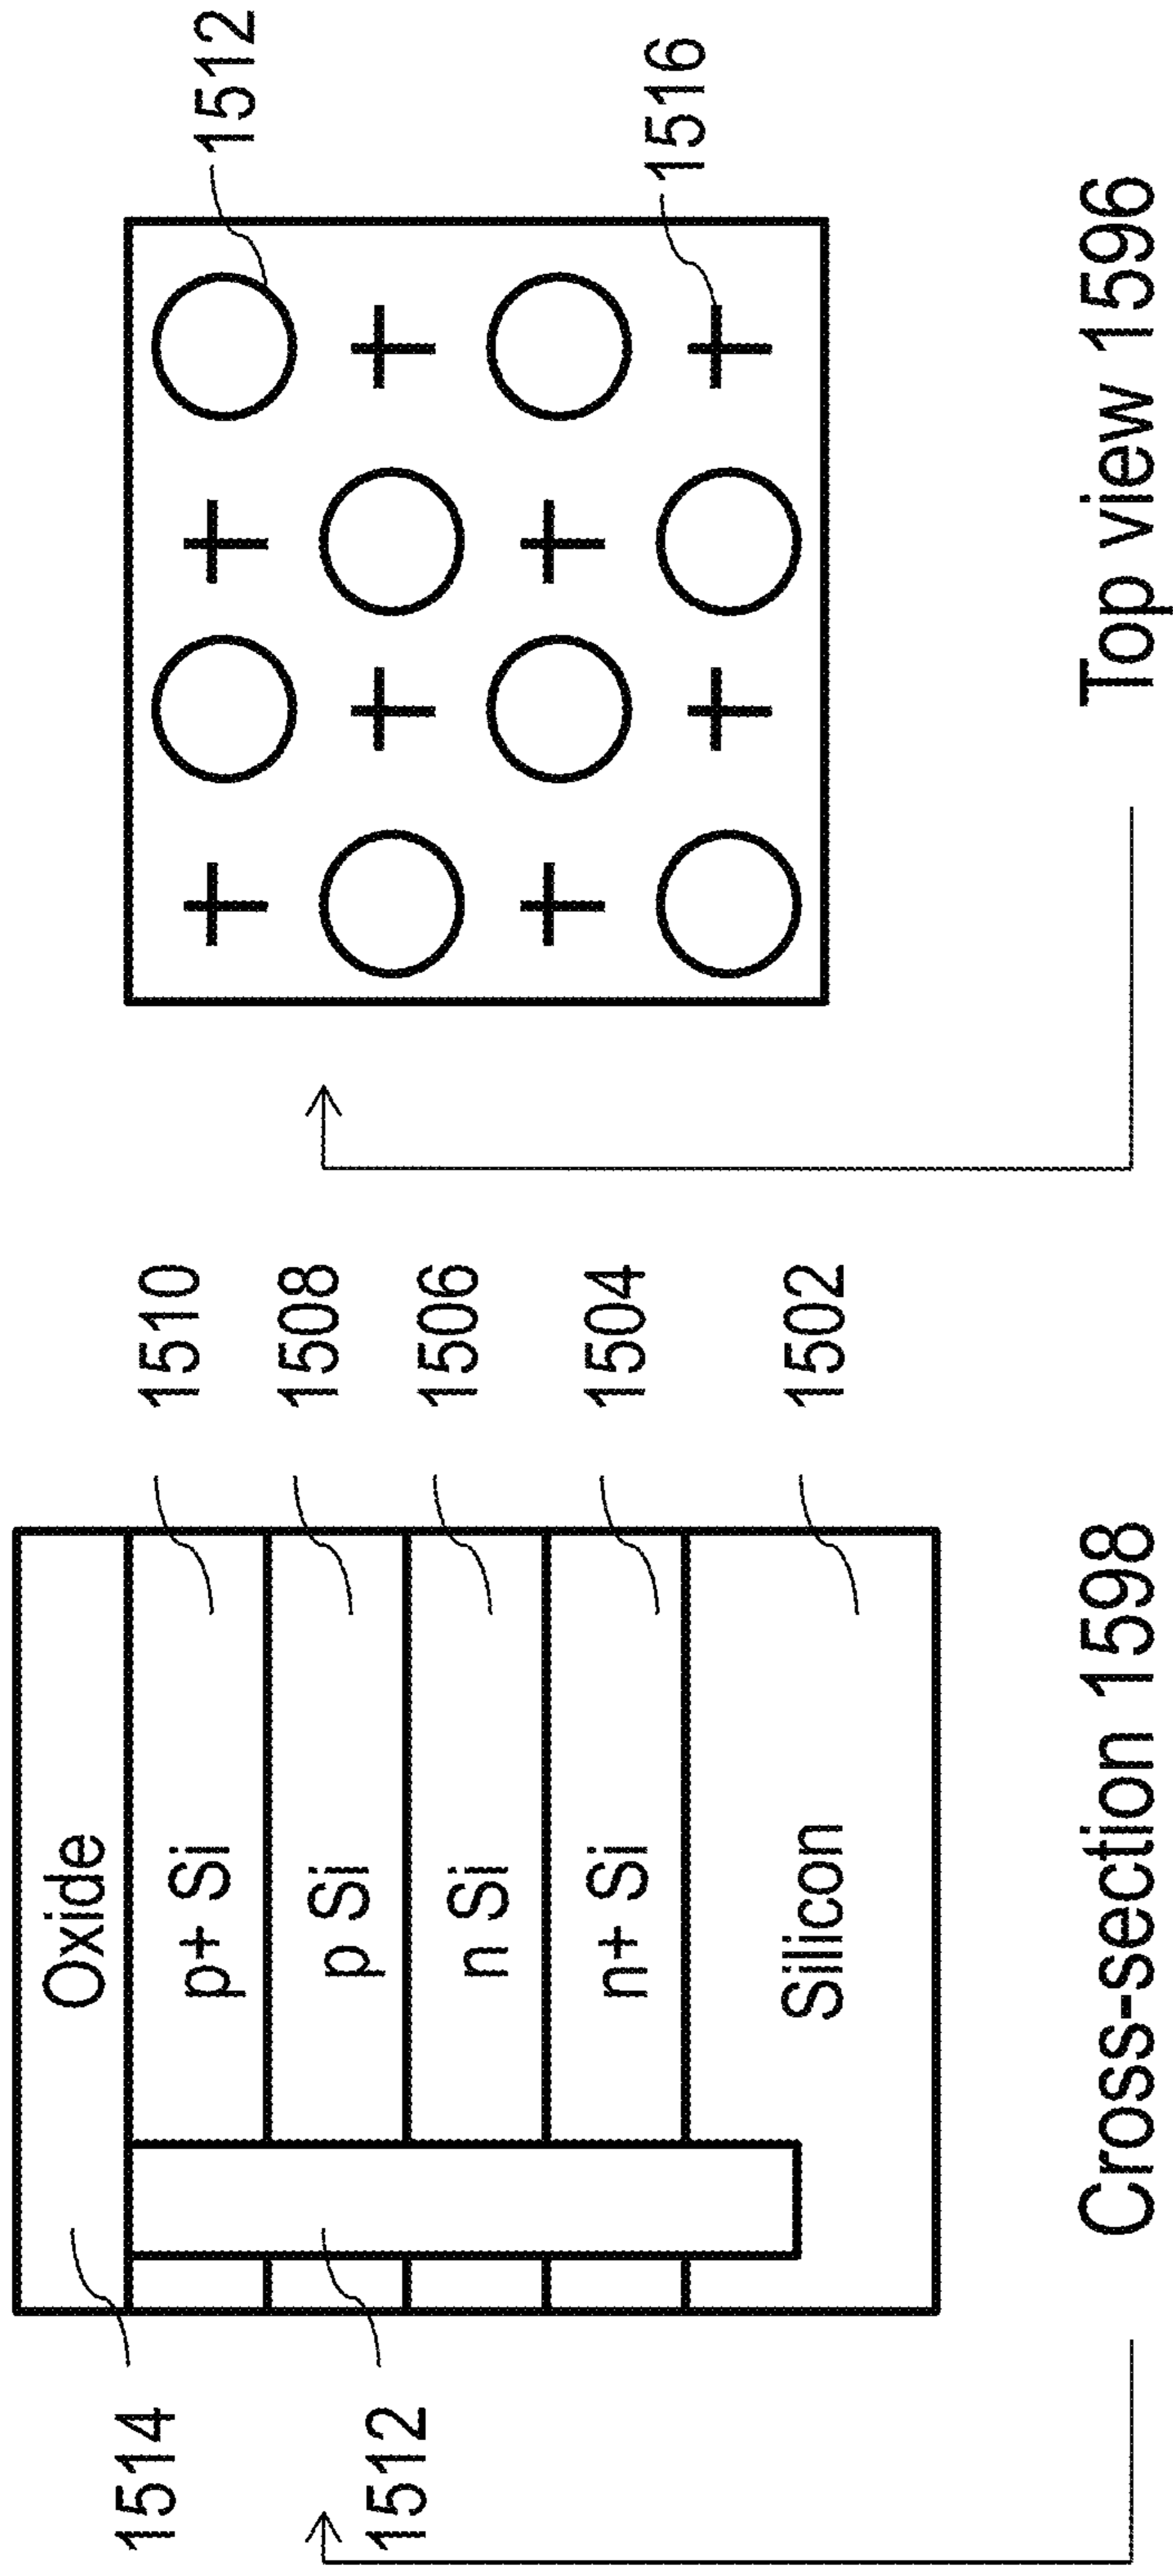 Oxide
p+ Si
p Si
n Si
n+ Si
Silicon
1514
1512
1510
1508
1506
1504
1502
Cross-section 1598
1512
1516
Top view 1596